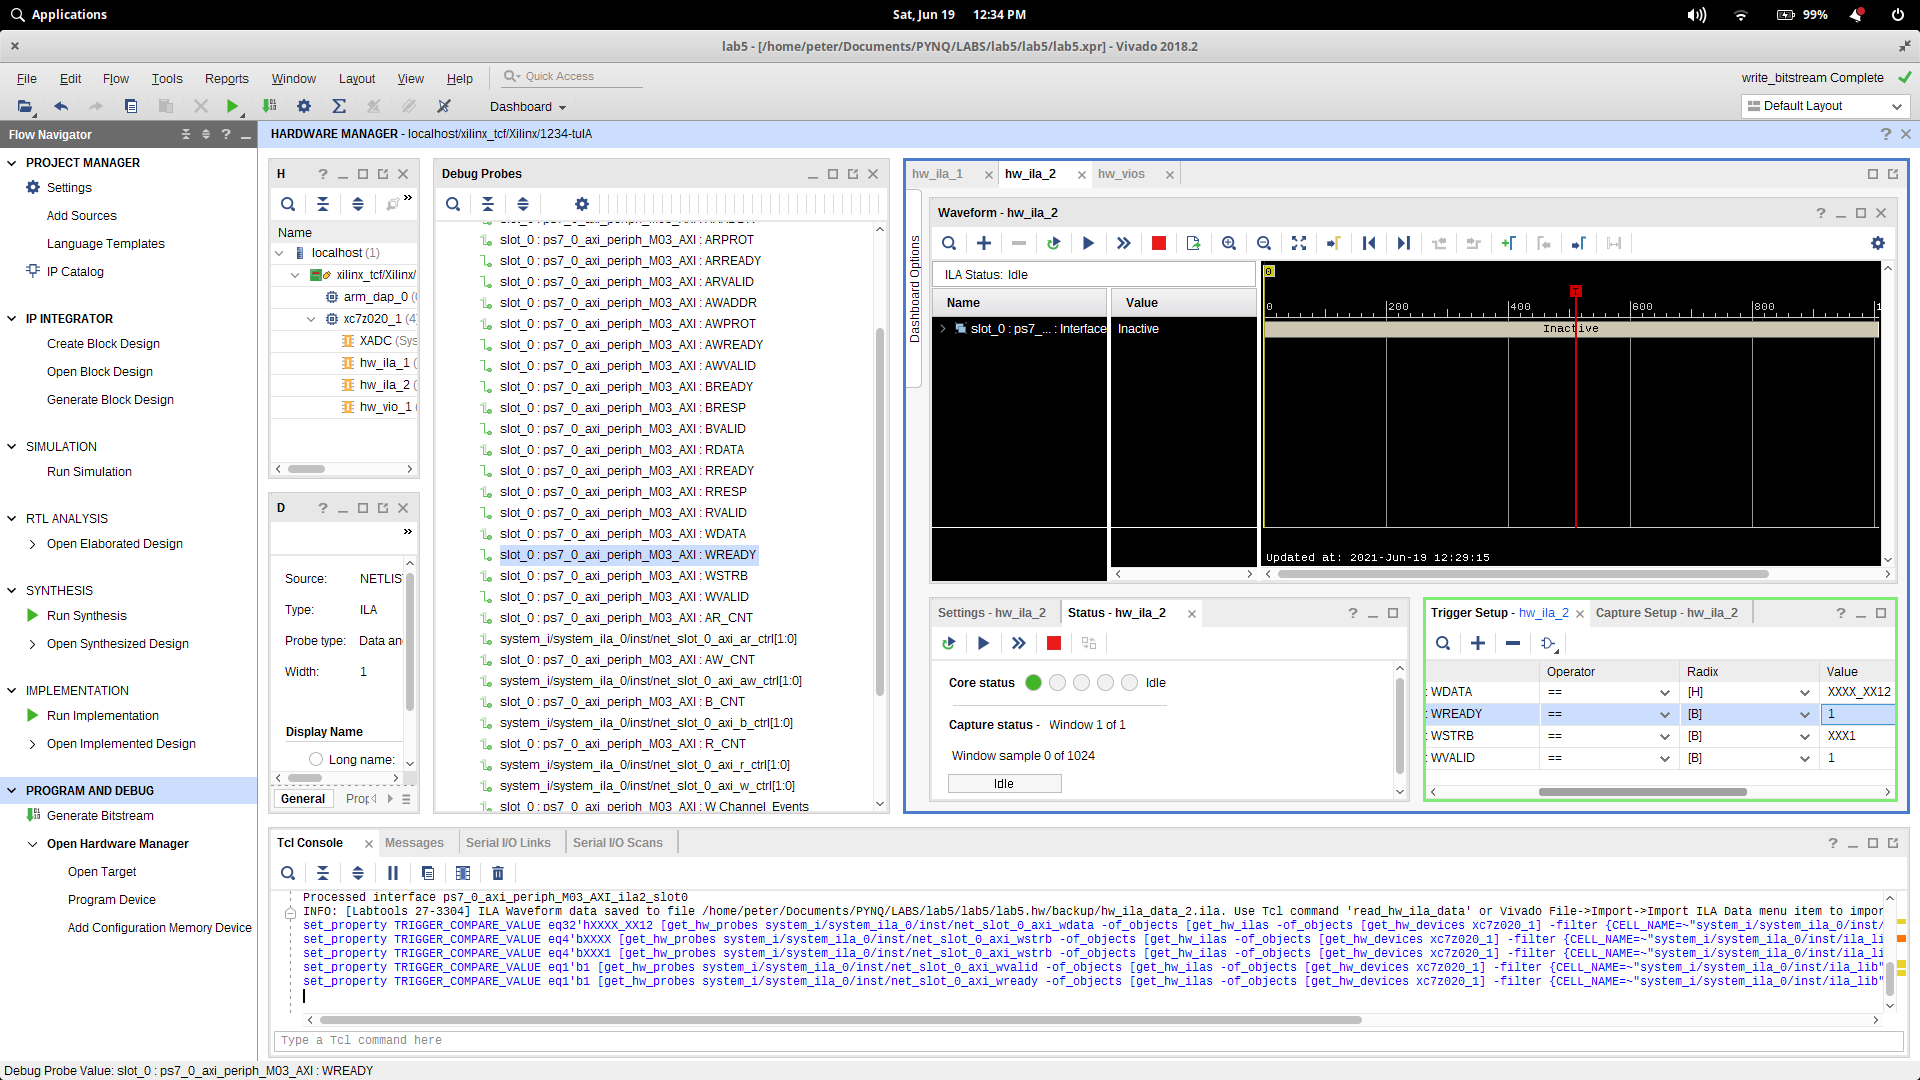 Applications
Sat, Jun 19 12:34 PM
99%
lab5 - [/home/peter/Documents/PYNQ/LABS/lab5/lab5/lab5.xpr] - Vivado 2018.2
File Edit Flow Tools Reports Window Layout View Help Quick Access
write_bitstream Complete
Dashboard
Default Layout
Flow Navigator
HARDWARE MANAGER - localhost/xilinx_tcf/Xilinx/1234-tulA
PROJECT MANAGER
Settings
Add Sources
Language Templates
IP Catalog
IP INTEGRATOR
Create Block Design
Open Block Design
Generate Block Design
SIMULATION
Run Simulation
RTL ANALYSIS
Open Elaborated Design
SYNTHESIS
Run Synthesis
Open Synthesized Design
IMPLEMENTATION
Run Implementation
Open Implemented Design
PROGRAM AND DEBUG
Generate Bitstream
Open Hardware Manager
Open Target
Program Device
Add Configuration Memory Device
H
Name
localhost (1)
xilinx_tcf/Xilinx/
arm_dap_0
xc7z020_1 (4
XADC (Sys
hw_ila_1
hw_ila_2
hw_vio_1
D
Source: NETLIS
Type: ILA
Probe type: Data an
Width: 1
Display Name
Long name:
General Prop
Debug Probes
slot_0 : ps7_0_axi_periph_M03_AXI : ARPROT
slot_0 : ps7_0_axi_periph_M03_AXI : ARREADY
slot_0 : ps7_0_axi_periph_M03_AXI : ARVALID
slot_0 : ps7_0_axi_periph_M03_AXI : AWADDR
slot_0 : ps7_0_axi_periph_M03_AXI : AWPROT
slot_0 : ps7_0_axi_periph_M03_AXI : AWREADY
slot_0 : ps7_0_axi_periph_M03_AXI : AWVALID
slot_0 : ps7_0_axi_periph_M03_AXI : BREADY
slot_0 : ps7_0_axi_periph_M03_AXI : BRESP
slot_0 : ps7_0_axi_periph_M03_AXI : BVALID
slot_0 : ps7_0_axi_periph_M03_AXI : RDATA
slot_0 : ps7_0_axi_periph_M03_AXI : RREADY
slot_0 : ps7_0_axi_periph_M03_AXI : RRESP
slot_0 : ps7_0_axi_periph_M03_AXI : RVALID
slot_0 : ps7_0_axi_periph_M03_AXI : WDATA
slot_0 : ps7_0_axi_periph_M03_AXI : WREADY
slot_0 : ps7_0_axi_periph_M03_AXI : WSTRB
slot_0 : ps7_0_axi_periph_M03_AXI : WVALID
slot_0 : ps7_0_axi_periph_M03_AXI : AR_CNT
system_i/system_ila_0/inst/net_slot_0_axi_ar_ctrl[1:0]
slot_0 : ps7_0_axi_periph_M03_AXI : AW_CNT
system_i/system_ila_0/inst/net_slot_0_axi_aw_ctrl[1:0]
slot_0 : ps7_0_axi_periph_M03_AXI : B_CNT
system_i/system_ila_0/inst/net_slot_0_axi_b_ctrl[1:0]
slot_0 : ps7_0_axi_periph_M03_AXI : R_CNT
system_i/system_ila_0/inst/net_slot_0_axi_r_ctrl[1:0]
system_i/system_ila_0/inst/net_slot_0_axi_w_ctrl[1:0]
slot_0 : ps7_0_axi_periph_M03_AXI : W Channel Events
hw_ila_1 hw_ila_2 hw_vios
Dashboard Options
Waveform - hw_ila_2
ILA Status: Idle
Name Value
slot_0 : ps7_... : Interface Inactive
0
T
0 200 400 600 800 1
Inactive
Updated at: 2021-Jun-19 12:29:15
Settings - hw_ila_2 Status - hw_ila_2
Core status Idle
Capture status - Window 1 of 1
Window sample 0 of 1024
Idle
Trigger Setup - hw_ila_2 Capture Setup - hw_ila_2
Operator Radix Value
: WDATA == [H] XXXX_XX12
: WREADY == [B] 1
: WSTRB == [B] XXX1
: WVALID == [B] 1
Tcl Console Messages Serial I/O Links Serial I/O Scans
Processed interface ps7_0_axi_periph_M03_AXI_ila2_slot0
INFO: [Labtools 27-3304] ILA Waveform data saved to file /home/peter/Documents/PYNQ/LABS/lab5/lab5/lab5.hw/backup/hw_ila_data_2.ila. Use Tcl command 'read_hw_ila_data' or Vivado File->Import->Import ILA Data menu item to impor
set_property TRIGGER_COMPARE_VALUE eq32'hXXXX_XX12 [get_hw_probes system_i/system_ila_0/inst/net_slot_0_axi_wdata -of_objects [get_hw_ilas -of_objects [get_hw_devices xc7z020_1] -filter {CELL_NAME=~"system_i/system_ila_0/inst/
set_property TRIGGER_COMPARE_VALUE eq4'bXXXX [get_hw_probes system_i/system_ila_0/inst/net_slot_0_axi_wstrb -of_objects [get_hw_ilas -of_objects [get_hw_devices xc7z020_1] -filter {CELL_NAME=~"system_i/system_ila_0/inst/ila_li
set_property TRIGGER_COMPARE_VALUE eq4'bXXX1 [get_hw_probes system_i/system_ila_0/inst/net_slot_0_axi_wstrb -of_objects [get_hw_ilas -of_objects [get_hw_devices xc7z020_1] -filter {CELL_NAME=~"system_i/system_ila_0/inst/ila_li
set_property TRIGGER_COMPARE_VALUE eq1'b1 [get_hw_probes system_i/system_ila_0/inst/net_slot_0_axi_wvalid -of_objects [get_hw_ilas -of_objects [get_hw_devices xc7z020_1] -filter {CELL_NAME=~"system_i/system_ila_0/inst/ila_lib"
set_property TRIGGER_COMPARE_VALUE eq1'b1 [get_hw_probes system_i/system_ila_0/inst/net_slot_0_axi_wready -of_objects [get_hw_ilas -of_objects [get_hw_devices xc7z020_1] -filter {CELL_NAME=~"system_i/system_ila_0/inst/ila_lib"
Type a Tcl command here
Debug Probe Value: slot_0 : ps7_0_axi_periph_M03_AXI : WREADY